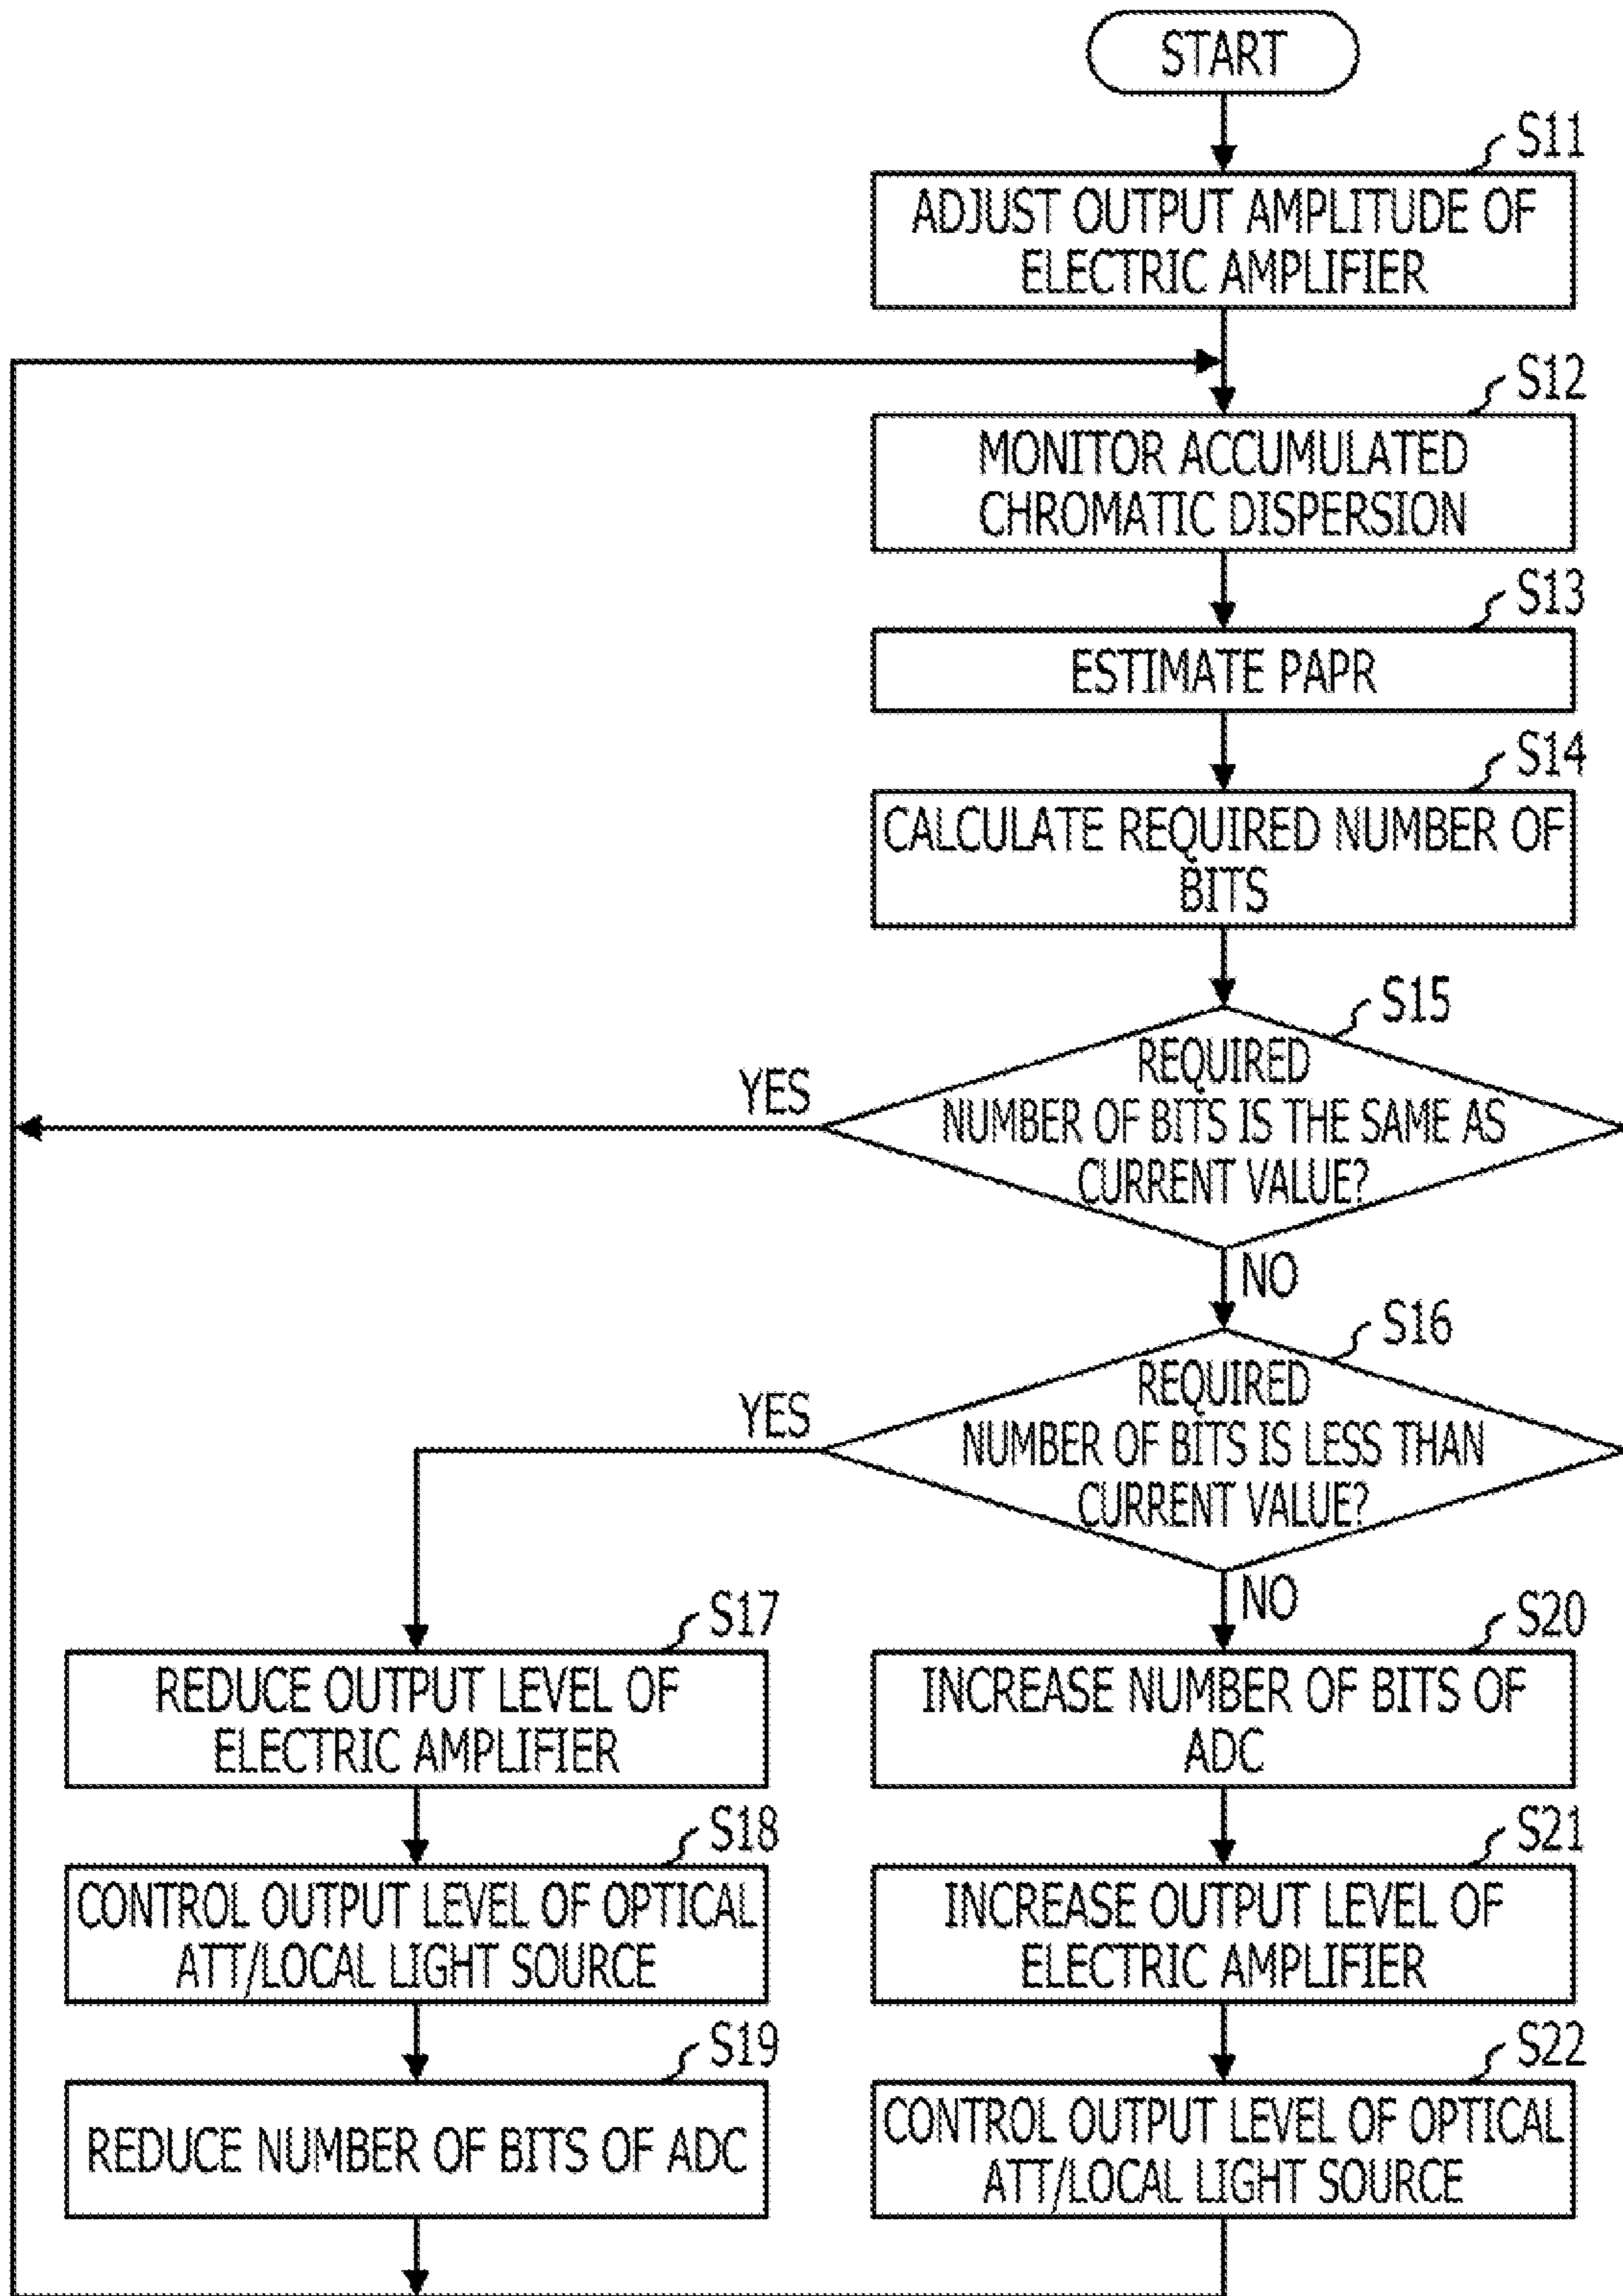 START
S11
ADJUST OUTPUT AMPLITUDE OF
ELECTRIC AMPLIFIER
S12
MONITOR ACCUMULATED
CHROMATIC DISPERSION
S13
ESTIMATE PAPR
S14
CALCULATE REQUIRED NUMBER OF
BITS
S15
REQUIRED
NUMBER OF BITS IS THE SAME AS
CURRENT VALUE?
YES
NO
S16
REQUIRED
NUMBER OF BITS IS LESS THAN
CURRENT VALUE?
YES
NO
S17
REDUCE OUTPUT LEVEL OF
ELECTRIC AMPLIFIER
S18
CONTROL OUTPUT LEVEL OF OPTICAL
ATT/LOCAL LIGHT SOURCE
S19
REDUCE NUMBER OF BITS OF ADC
S20
INCREASE NUMBER OF BITS OF
ADC
S21
INCREASE OUTPUT LEVEL OF
ELECTRIC AMPLIFIER
S22
CONTROL OUTPUT LEVEL OF OPTICAL
ATT/LOCAL LIGHT SOURCE